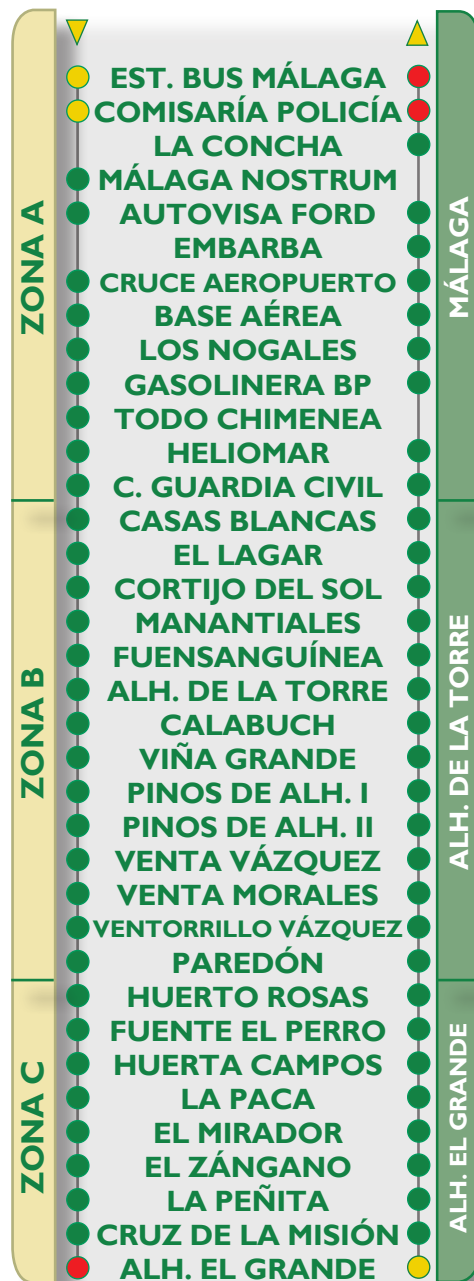 ZONA A
ZONA B
ZONA C
EST. BUS MÁLAGA
COMISARÍA POLICÍA
LA CONCHA
MÁLAGA NOSTRUM
AUTOVISA FORD
EMBARBA
CRUCE AEROPUERTO
BASE AÉREA
LOS NOGALES
GASOLINERA BP
TODO CHIMENEA
HELIOMAR
C. GUARDIA CIVIL
CASAS BLANCAS
EL LAGAR
CORTIJO DEL SOL
MANANTIALES
FUENSANGUÍNEA
ALH. DE LA TORRE
CALABUCH
VIÑA GRANDE
PINOS DE ALH. I
PINOS DE ALH. II
VENTA VÁZQUEZ
VENTA MORALES
VENTORRILLO VÁZQUEZ
PAREDÓN
HUERTO ROSAS
FUENTE EL PERRO
HUERTA CAMPOS
LA PACA
EL MIRADOR
EL ZÁNGANO
LA PEÑITA
CRUZ DE LA MISIÓN
ALH. EL GRANDE
MÁLAGA
ALH. DE LA TORRE
ALH. EL GRANDE